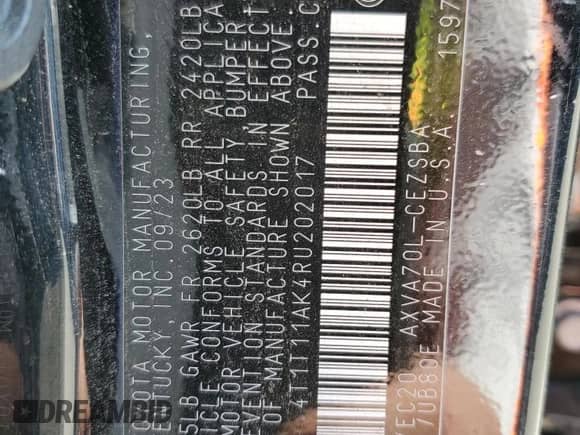 OTA MOTOR MANUFACTURING,
TUCKY, INC. 09/23
5LB GAWR FR 2620LB RR 2420LB
ICLE CONFORMS TO ALL APPLICA
MOTOR VEHICLE SAFETY, BUMPER
EVENTION STANDARDS IN EFFECT
OF MANUFACTURE SHOWN ABOVE.
4T1T11AK4RU202017 PASS.C
EC20 AXVA70L-CEZSBA
7UB80E MADE IN U.S.A. 1597
DREAMBID